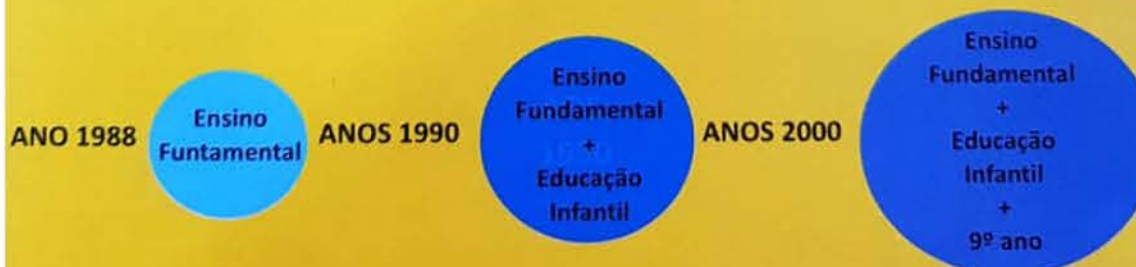 ANO 1988
Ensino
Funtamental
ANOS 1990
Ensino
Fundamental
+
Educação
Infantil
ANOS 2000
Ensino
Fundamental
+
Educação
Infantil
+
9º ano